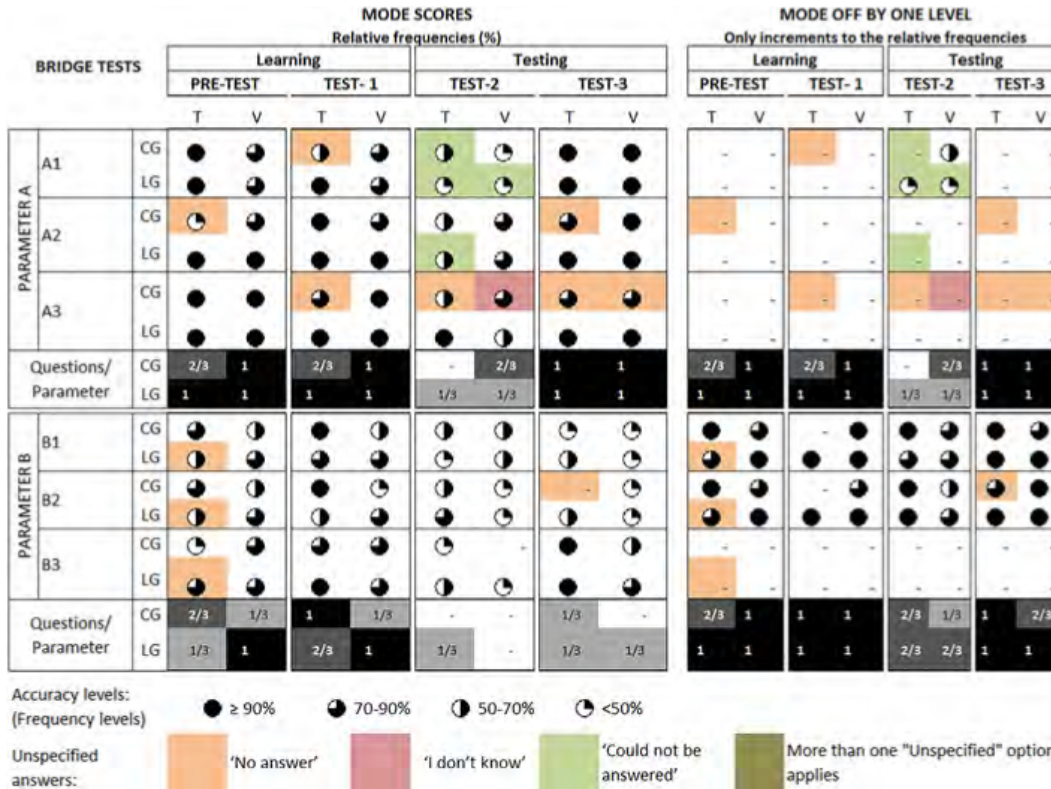 MODE SCORES MODE OFF BY ONE LEVEL
Relative frequencies (%) Only increments to the relative frequencies
BRIDGE TESTS Learning Testing Learning Testing
PRE-TEST TEST- 1 TEST-2 TEST-3 PRE-TEST TEST- 1 TEST-2 TEST-3
T V T V T V T V T V T V T V T V
PARAMETER A
A1 CG - - - - - - -
LG - - - - - -
A2 CG - - - - - - - -
LG - - - - - - - -
A3 CG - - - - - - - -
LG - - - - - - - -
Questions/ CG 2/3 1 2/3 1 - 2/3 1 1 2/3 1 2/3 1 - 2/3 1 1
Parameter LG 1 1 1 1 1/3 1/3 1 1 1 1 1 1 1/3 1/3 1 1
PARAMETER B
B1 CG -
LG
B2 CG - -
LG
B3 CG - - - - - - - - -
LG - - - - - - - -
Questions/ CG 2/3 1/3 1 1/3 - - 1/3 - 2/3 1 1 1 2/3 1/3 1 2/3
Parameter LG 1/3 1 2/3 1 1/3 - 1/3 1/3 1 1 1 1 2/3 2/3 1 1
Accuracy levels:
(Frequency levels) ≥ 90% 70-90% 50-70% <50%
Unspecified
answers: 'No answer' 'I don't know' 'Could not be
answered' More than one "Unspecified" option
applies